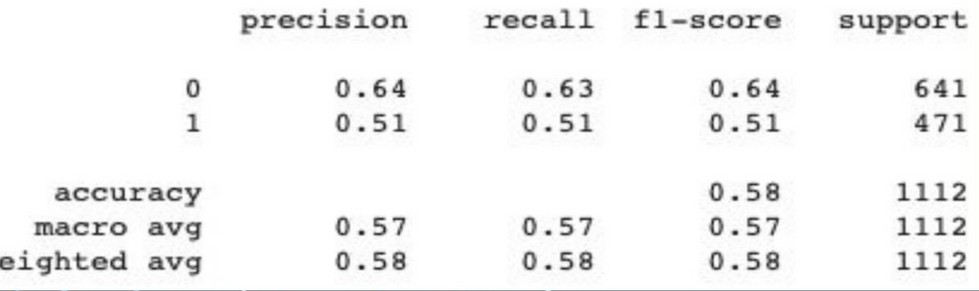 precision recall f1-score support
0 0.64 0.63 0.64 641
1 0.51 0.51 0.51 471
accuracy 0.58 1112
macro avg 0.57 0.57 0.57 1112
eighted avg 0.58 0.58 0.58 1112